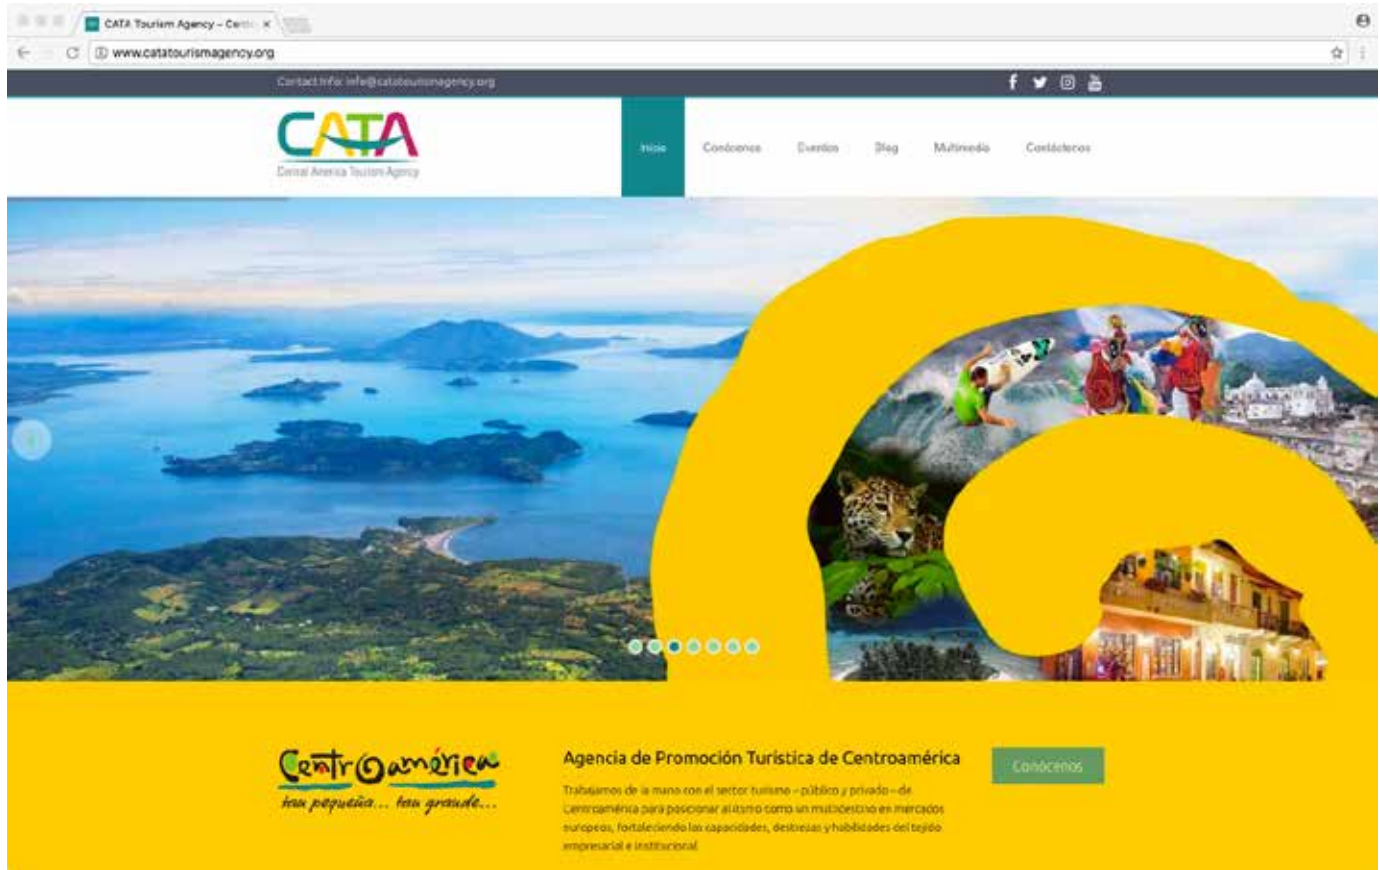 CATA Tourism Agency – Centro
www.catatourismagency.org
Contact Info: info@catatourismagency.org
CATA
Central America Tourism Agency
Inicio
Conócenos
Eventos
Blog
Multimedia
Contáctenos
Centroamérica
tan pequeña... tan grande...
Agencia de Promoción Turística de Centroamérica
Trabajamos de la mano con el sector turismo – público y privado – de
Centroamérica para posicionar al istmo como un multidestino en mercados
europeos, fortaleciendo las capacidades, destrezas y habilidades del tejido
empresarial e institucional
Conócenos